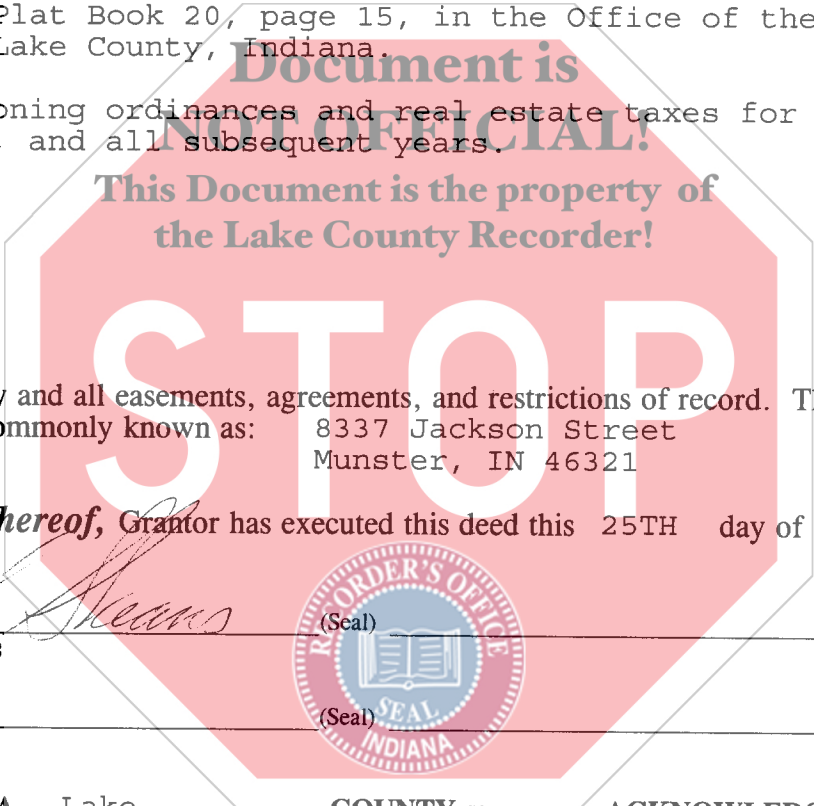 Plat Book 20, page 15, in the Office of the
Lake County, Indiana.
Document is
oning ordinances and real estate taxes for
NOT OFFICIAL!
and all subsequent years.
This Document is the property of
the Lake County Recorder!
STOP
y and all easements, agreements, and restrictions of record. Th
ommonly known as: 8337 Jackson Street
Munster, IN 46321
hereof, Grantor has executed this deed this 25TH day of
RECORDER'S OFFICE
(Seal)
SEAL
(Seal)
INDIANA
Lake COUNTY